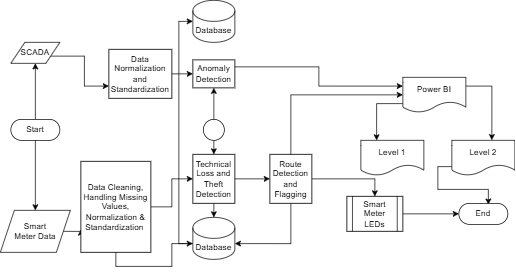 Database
SCADA
Data
Normalization
and
Standardization
Anomaly
Detection
Power BI
Start
Level 1
Level 2
Technical
Loss and
Theft
Detection
Route
Detection
and
Flagging
Data Cleaning,
Handling Missing
Values,
Normalization &
Standardization
Smart
Meter Data
Smart
Meter
LEDs
End
Database